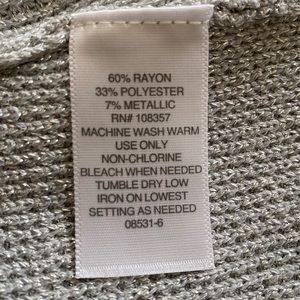 60% RAYON
33% POLYESTER
7% METALLIC
RN# 108357
MACHINE WASH WARM
USE ONLY
NON-CHLORINE
BLEACH WHEN NEEDED
TUMBLE DRY LOW
IRON ON LOWEST
SETTING AS NEEDED
08531-6